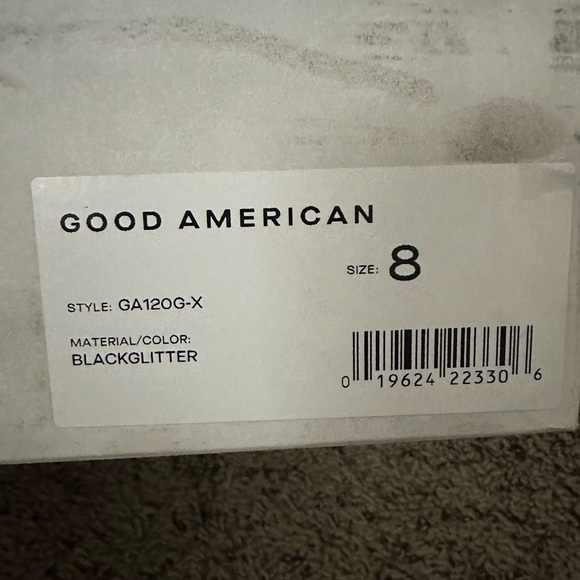 GOOD AMERICAN
SIZE: 8
STYLE: GA120G-X
MATERIAL/COLOR:
BLACKGLITTER
0 19624 22330 6